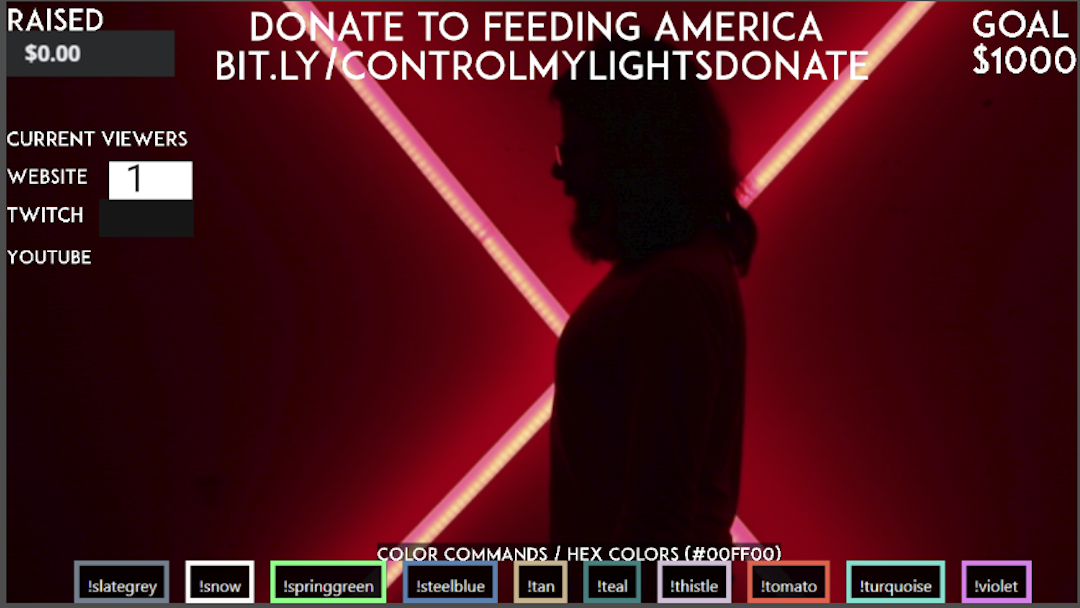 RAISED
$0.00
DONATE TO FEEDING AMERICA
BIT.LY/CONTROLMYLIGHTSDONATE
GOAL
$1000
CURRENT VIEWERS
WEBSITE 1
TWITCH
YOUTUBE
COLOR COMMANDS / HEX COLORS (#00FF00)
!slategrey !snow !springgreen !steelblue !tan !teal !thistle !tomato !turquoise !violet